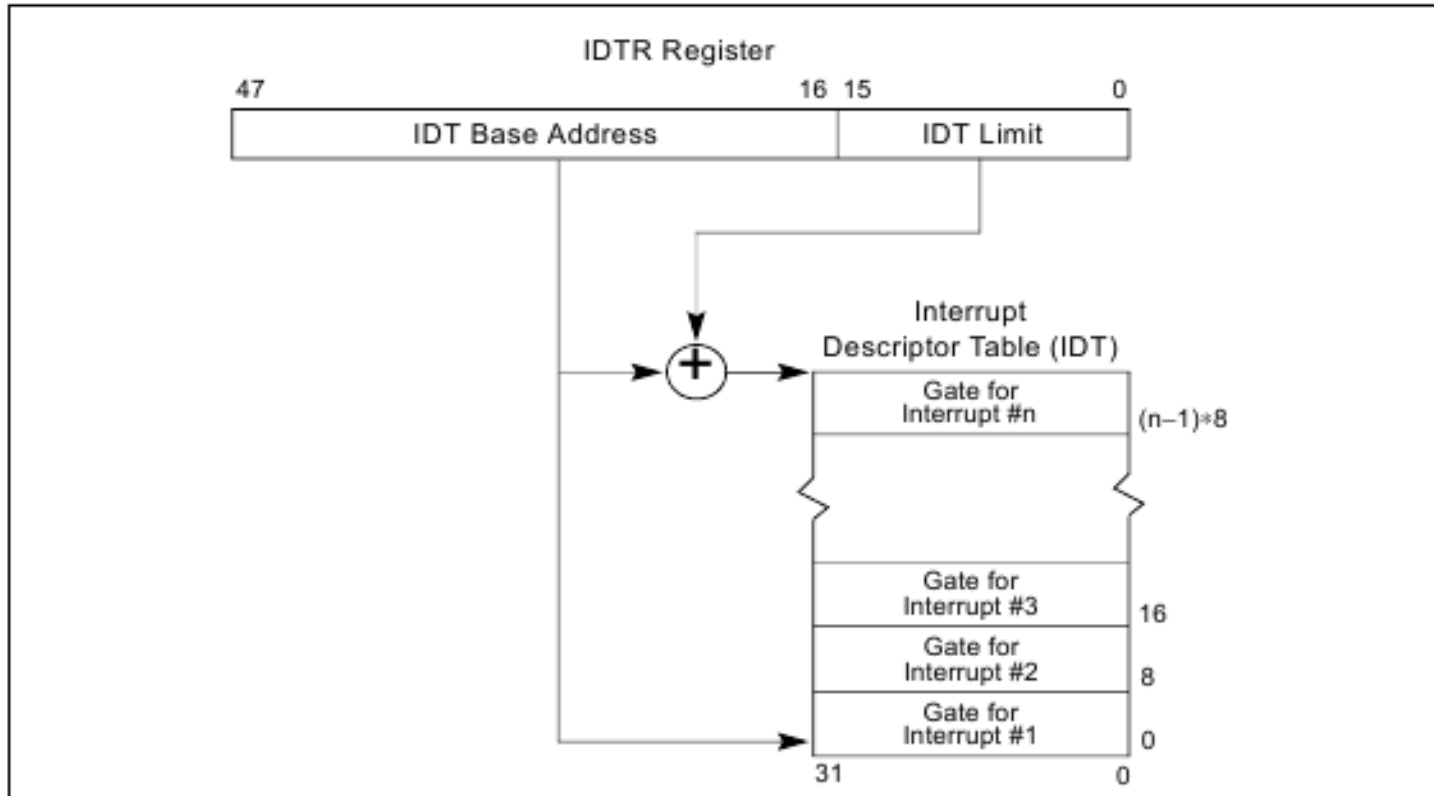 IDTR Register
47 16 15 0
IDT Base Address IDT Limit
+
Interrupt
Descriptor Table (IDT)
Gate for
Interrupt #n
(n–1)∗8
Gate for
Interrupt #3
16
Gate for
Interrupt #2
8
Gate for
Interrupt #1
0
31 0